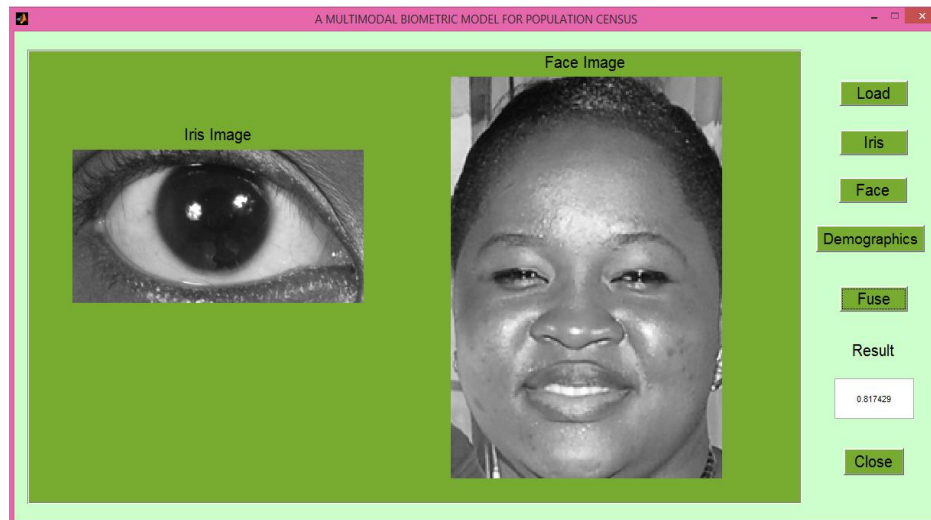 A MULTIMODAL BIOMETRIC MODEL FOR POPULATION CENSUS
Face Image
Iris Image
Load
Iris
Face
Demographics
Fuse
Result
0.817429
Close